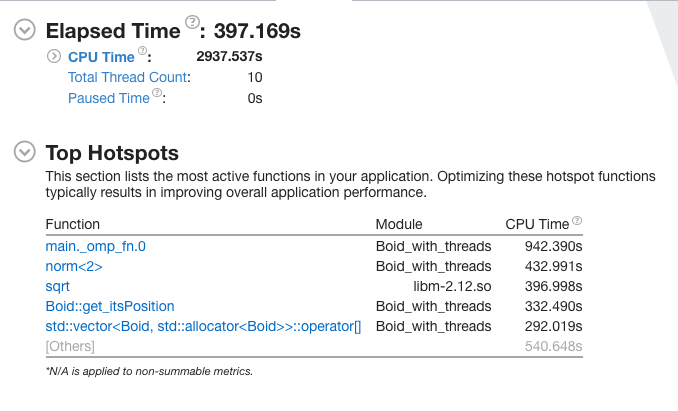 Elapsed Time ?: 397.169s
CPU Time ?: 2937.537s
Total Thread Count: 10
Paused Time ?: 0s
Top Hotspots
This section lists the most active functions in your application. Optimizing these hotspot functions
typically results in improving overall application performance.
Function Module CPU Time ?
main._omp_fn.0 Boid_with_threads 942.390s
norm<2> Boid_with_threads 432.991s
sqrt libm-2.12.so 396.998s
Boid::get_itsPosition Boid_with_threads 332.490s
std::vector<Boid, std::allocator<Boid>>::operator[] Boid_with_threads 292.019s
[Others] 540.648s
*N/A is applied to non-summable metrics.